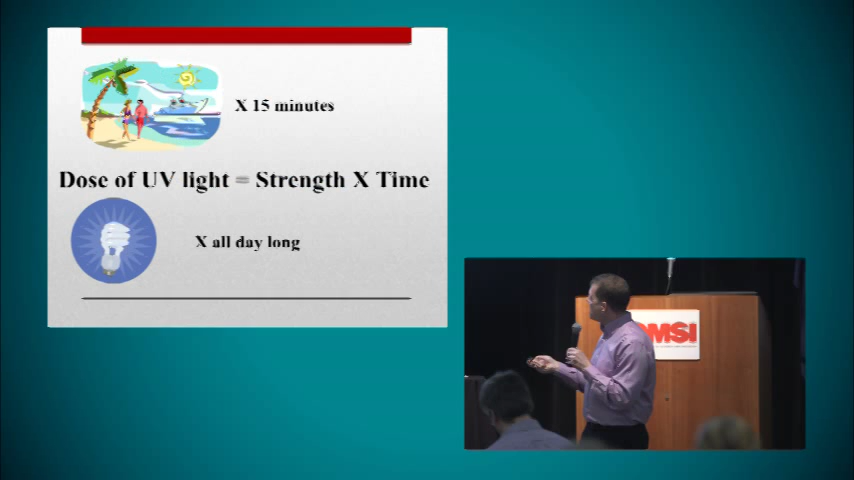 X 15 minutes
Dose of UV light = Strength X Time
X all day long
OMSI